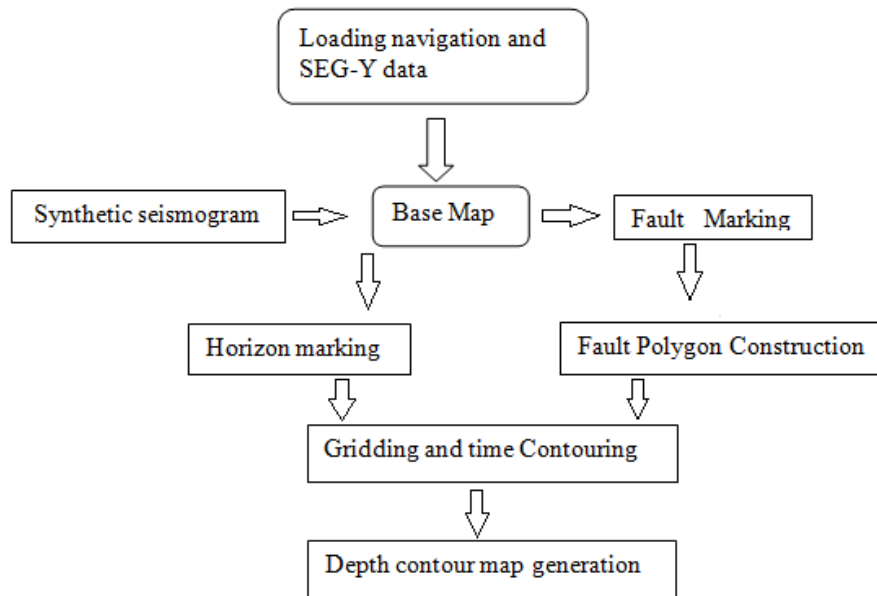 Loading navigation and
SEG-Y data
Synthetic seismogram
Base Map
Fault Marking
Horizon marking
Fault Polygon Construction
Gridding and time Contouring
Depth contour map generation